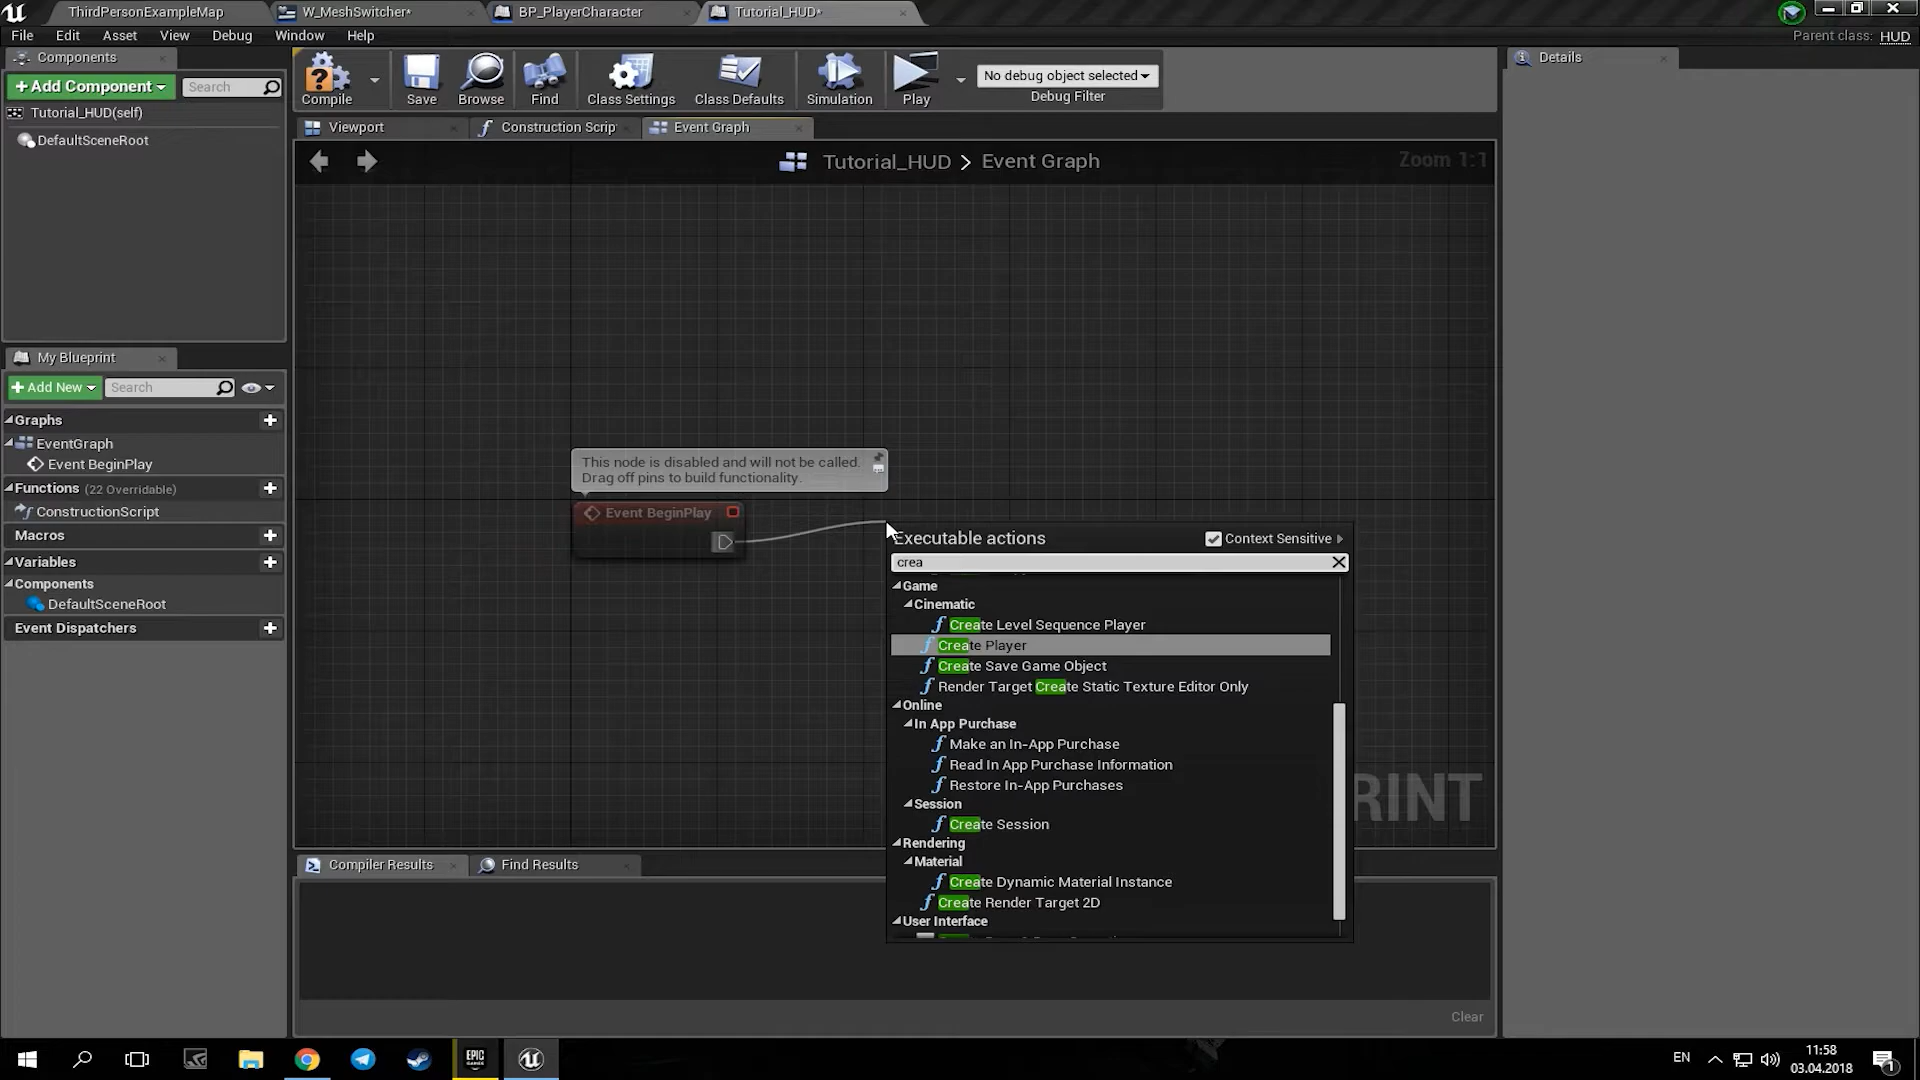 ThirdPersonExampleMap
W_MeshSwitcher*
BP_PlayerCharacter
Tutorial_HUD*
File Edit Asset View Debug Window Help
Parent class: HUD
Components
+ Add Component
Search
Tutorial_HUD(self)
DefaultSceneRoot
Compile
Save
Browse
Find
Class Settings
Class Defaults
Simulation
Play
No debug object selected
Debug Filter
Details
Viewport
Construction Scrip
Event Graph
Tutorial_HUD > Event Graph
Zoom 1:1
My Blueprint
+ Add New
Search
Graphs
EventGraph
Event BeginPlay
Functions (22 Overridable)
ConstructionScript
Macros
Variables
Components
DefaultSceneRoot
Event Dispatchers
This node is disabled and will not be called.
Drag off pins to build functionality.
Event BeginPlay
Executable actions
Context Sensitive
crea
Game
Cinematic
Create Level Sequence Player
Create Player
Create Save Game Object
Render Target Create Static Texture Editor Only
Online
In App Purchase
Make an In-App Purchase
Read In App Purchase Information
Restore In-App Purchases
Session
Create Session
Rendering
Material
Create Dynamic Material Instance
Create Render Target 2D
User Interface
RINT
Compiler Results
Find Results
Clear
EPIC
GAMES
EN
11:58
03.04.2018
1